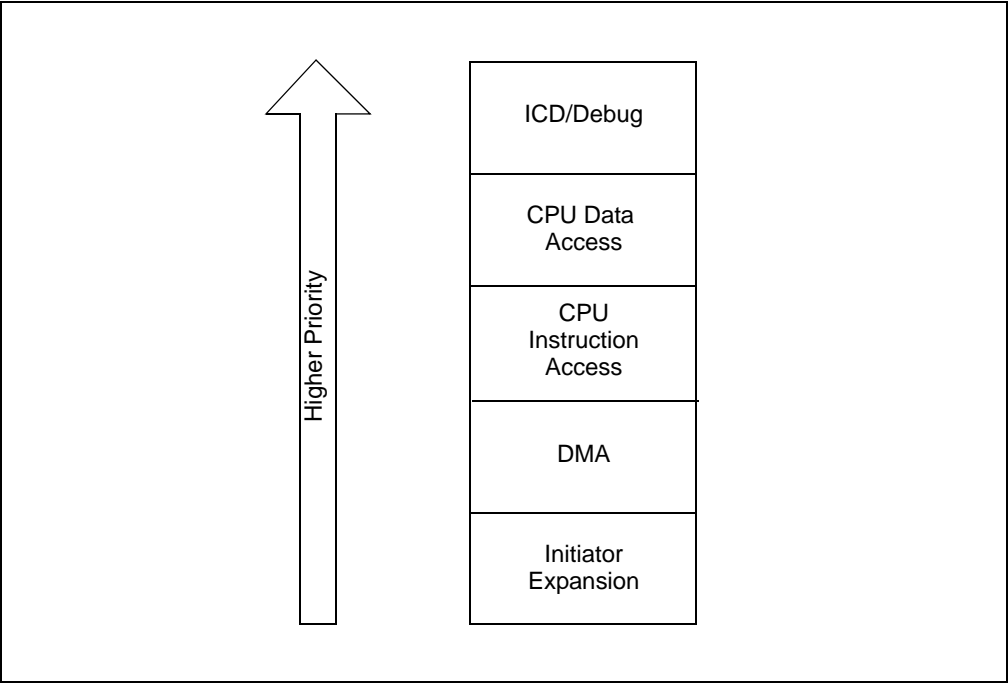 Higher Priority
ICD/Debug
CPU Data
Access
CPU
Instruction
Access
DMA
Initiator
Expansion